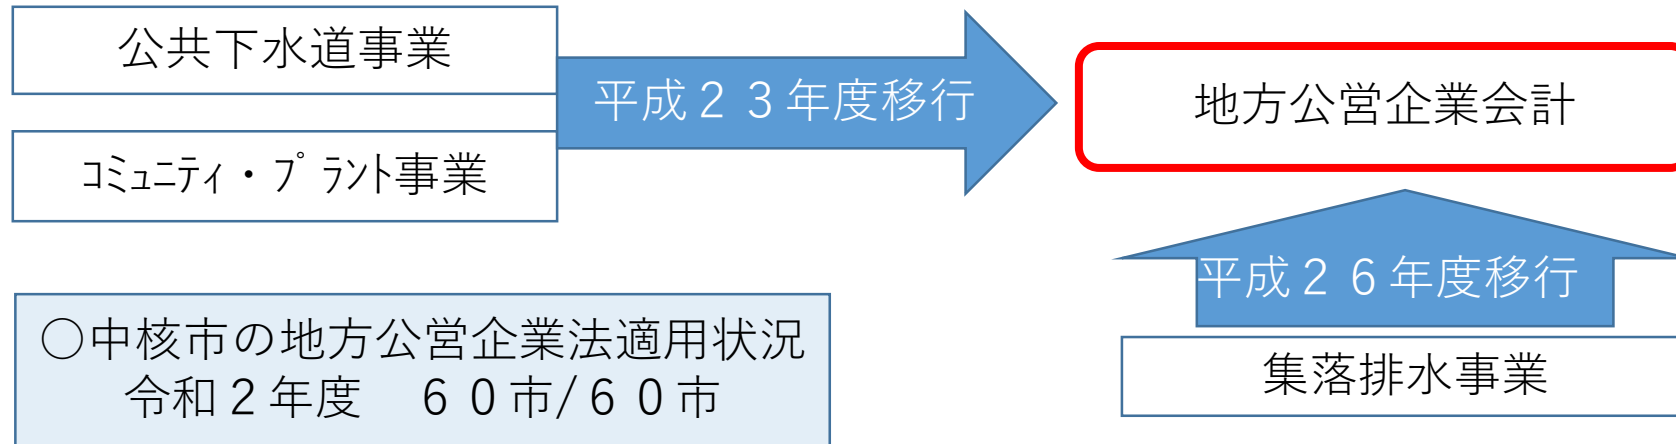 公共下水道事業
平成２３年度移行
地方公営企業会計
ｺﾐｭﾆﾃｨ・ﾌﾟﾗﾝﾄ事業
平成２６年度移行
集落排水事業
○中核市の地方公営企業法適用状況
令和２年度　６０市/６０市